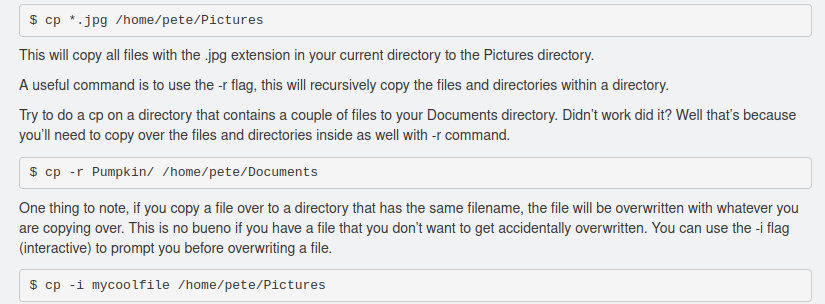 $ cp *.jpg /home/pete/Pictures
This will copy all files with the .jpg extension in your current directory to the Pictures directory.
A useful command is to use the -r flag, this will recursively copy the files and directories within a directory.
Try to do a cp on a directory that contains a couple of files to your Documents directory. Didn’t work did it? Well that’s because
you’ll need to copy over the files and directories inside as well with -r command.
$ cp -r Pumpkin/ /home/pete/Documents
One thing to note, if you copy a file over to a directory that has the same filename, the file will be overwritten with whatever you
are copying over. This is no bueno if you have a file that you don’t want to get accidentally overwritten. You can use the -i flag
(interactive) to prompt you before overwriting a file.
$ cp -i mycoolfile /home/pete/Pictures